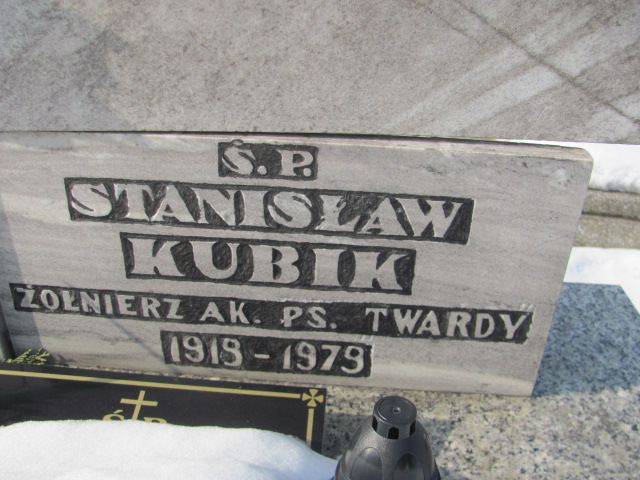 Ś.P.
STANISŁAW
KUBIK
ŻOŁNIERZ AK. PS. TWARDY
1918-1979
Ś.P.